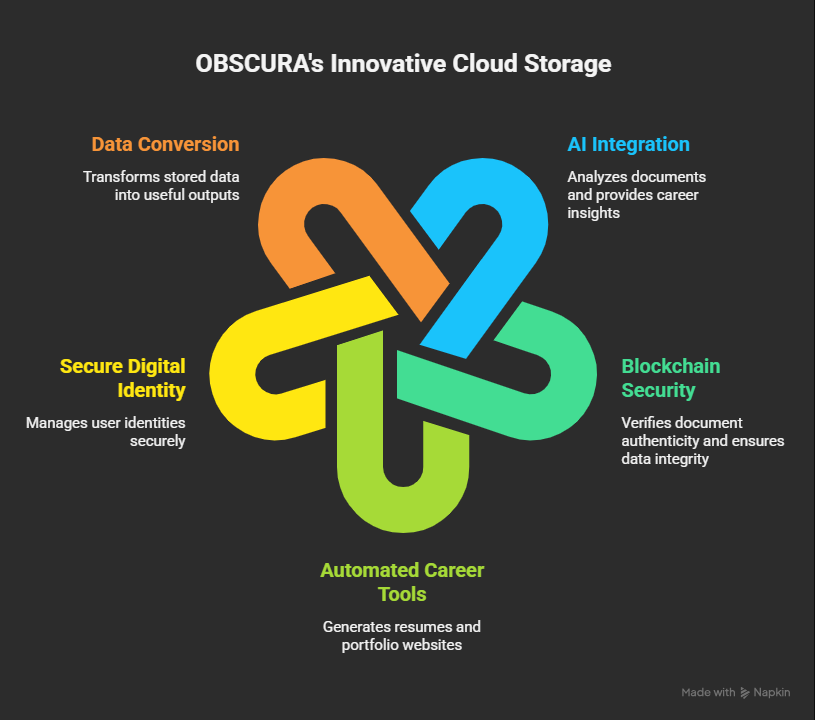 OBSCURA's Innovative Cloud Storage
Data Conversion
Transforms stored data
into useful outputs
AI Integration
Analyzes documents
and provides career
insights
Secure Digital
Identity
Manages user identities
securely
Blockchain
Security
Verifies document
authenticity and ensures
data integrity
Automated Career
Tools
Generates resumes and
portfolio websites
Made with Napkin